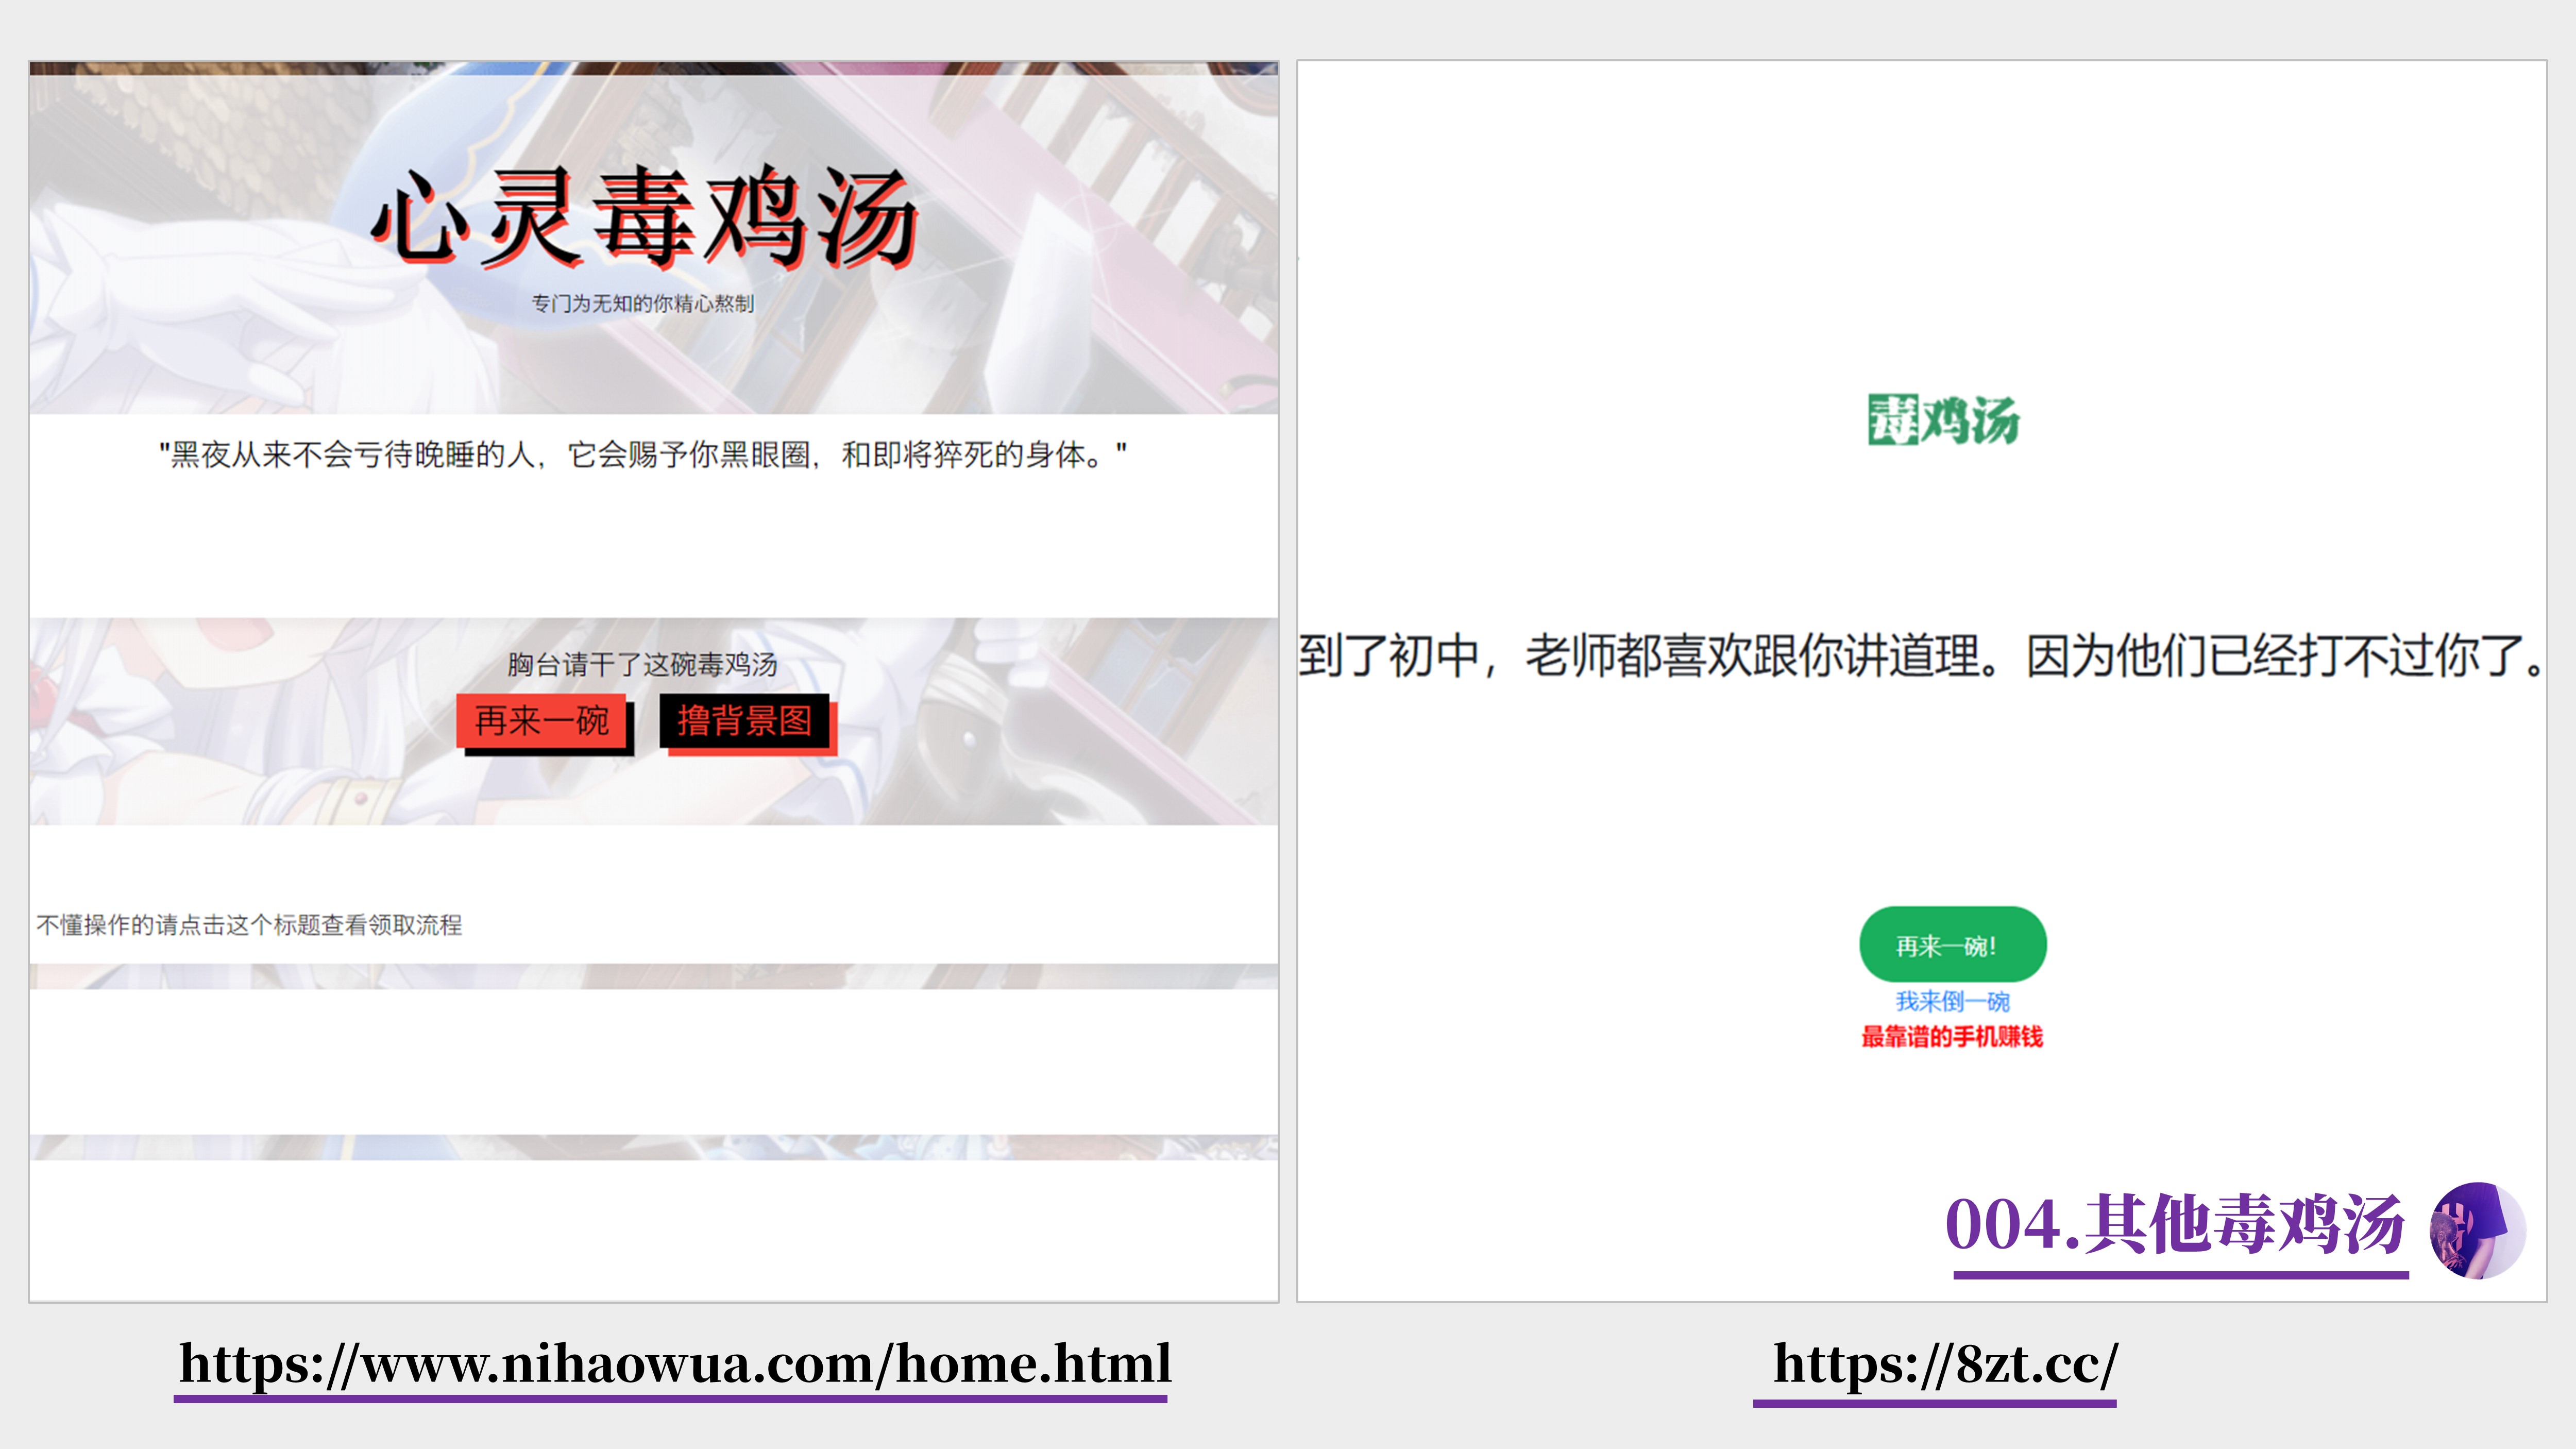 心灵毒鸡汤
专门为无知的你精心熬制
"黑夜从来不会亏待晚睡的人，它会赐予你黑眼圈，和即将猝死的身体。"
胸台请干了这碗毒鸡汤
再来一碗
撸背景图
不懂操作的请点击这个标题查看领取流程
https://www.nihaowua.com/home.html
毒鸡汤
到了初中，老师都喜欢跟你讲道理。因为他们已经打不过你了。
再来一碗!
我来倒一碗
最靠谱的手机赚钱
004.其他毒鸡汤
https://8zt.cc/